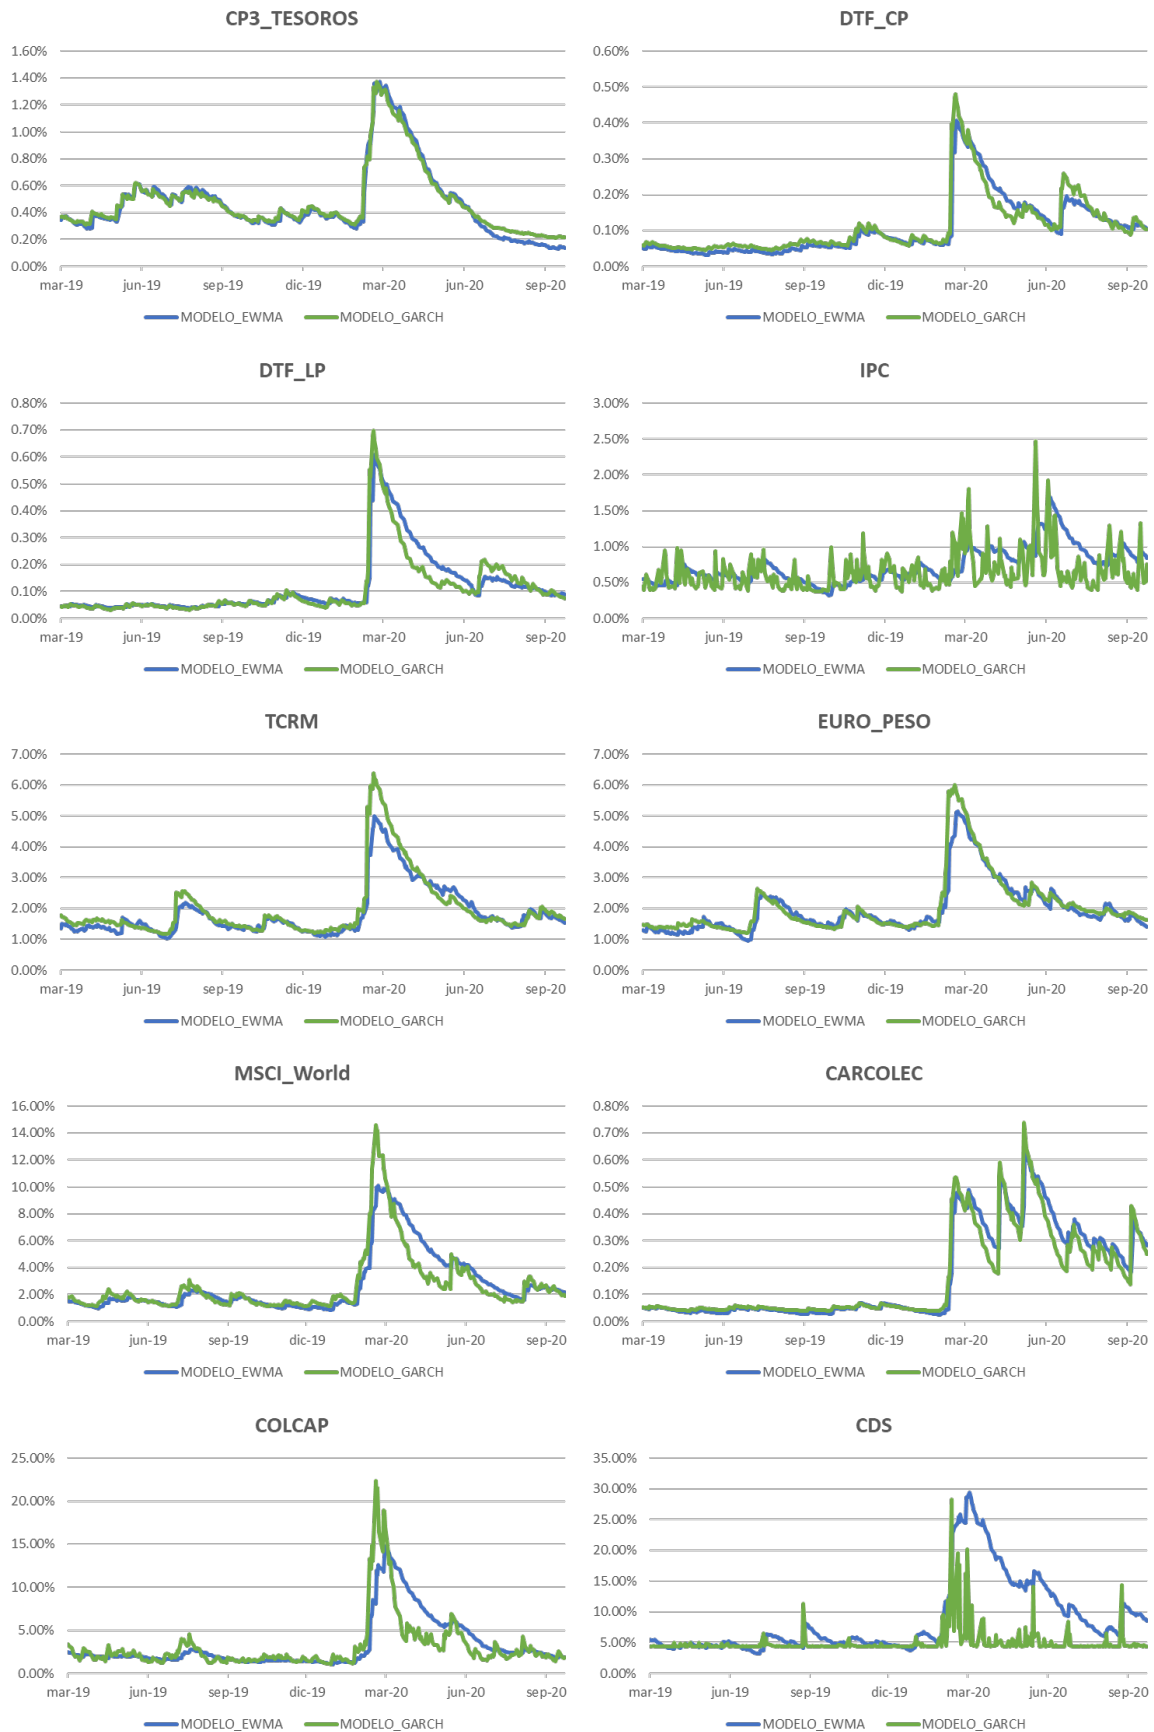 CP3_TESOROS
1.60%
1.40%
1.20%
1.00%
0.80%
0.60%
0.40%
0.20%
0.00%
mar-19 jun-19 sep-19 dic-19 mar-20 jun-20 sep-20
MODELO_EWMA MODELO_GARCH
DTF_CP
0.60%
0.50%
0.40%
0.30%
0.20%
0.10%
0.00%
mar-19 jun-19 sep-19 dic-19 mar-20 jun-20 sep-20
MODELO_EWMA MODELO_GARCH
DTF_LP
0.80%
0.70%
0.60%
0.50%
0.40%
0.30%
0.20%
0.10%
0.00%
mar-19 jun-19 sep-19 dic-19 mar-20 jun-20 sep-20
MODELO_EWMA MODELO_GARCH
IPC
3.00%
2.50%
2.00%
1.50%
1.00%
0.50%
0.00%
mar-19 jun-19 sep-19 dic-19 mar-20 jun-20 sep-20
MODELO_EWMA MODELO_GARCH
TCRM
7.00%
6.00%
5.00%
4.00%
3.00%
2.00%
1.00%
0.00%
mar-19 jun-19 sep-19 dic-19 mar-20 jun-20 sep-20
MODELO_EWMA MODELO_GARCH
EURO_PESO
7.00%
6.00%
5.00%
4.00%
3.00%
2.00%
1.00%
0.00%
mar-19 jun-19 sep-19 dic-19 mar-20 jun-20 sep-20
MODELO_EWMA MODELO_GARCH
MSCI_World
16.00%
14.00%
12.00%
10.00%
8.00%
6.00%
4.00%
2.00%
0.00%
mar-19 jun-19 sep-19 dic-19 mar-20 jun-20 sep-20
MODELO_EWMA MODELO_GARCH
CARCOLEC
0.80%
0.70%
0.60%
0.50%
0.40%
0.30%
0.20%
0.10%
0.00%
mar-19 jun-19 sep-19 dic-19 mar-20 jun-20 sep-20
MODELO_EWMA MODELO_GARCH
COLCAP
25.00%
20.00%
15.00%
10.00%
5.00%
0.00%
mar-19 jun-19 sep-19 dic-19 mar-20 jun-20 sep-20
MODELO_EWMA MODELO_GARCH
CDS
35.00%
30.00%
25.00%
20.00%
15.00%
10.00%
5.00%
0.00%
mar-19 jun-19 sep-19 dic-19 mar-20 jun-20 sep-20
MODELO_EWMA MODELO_GARCH